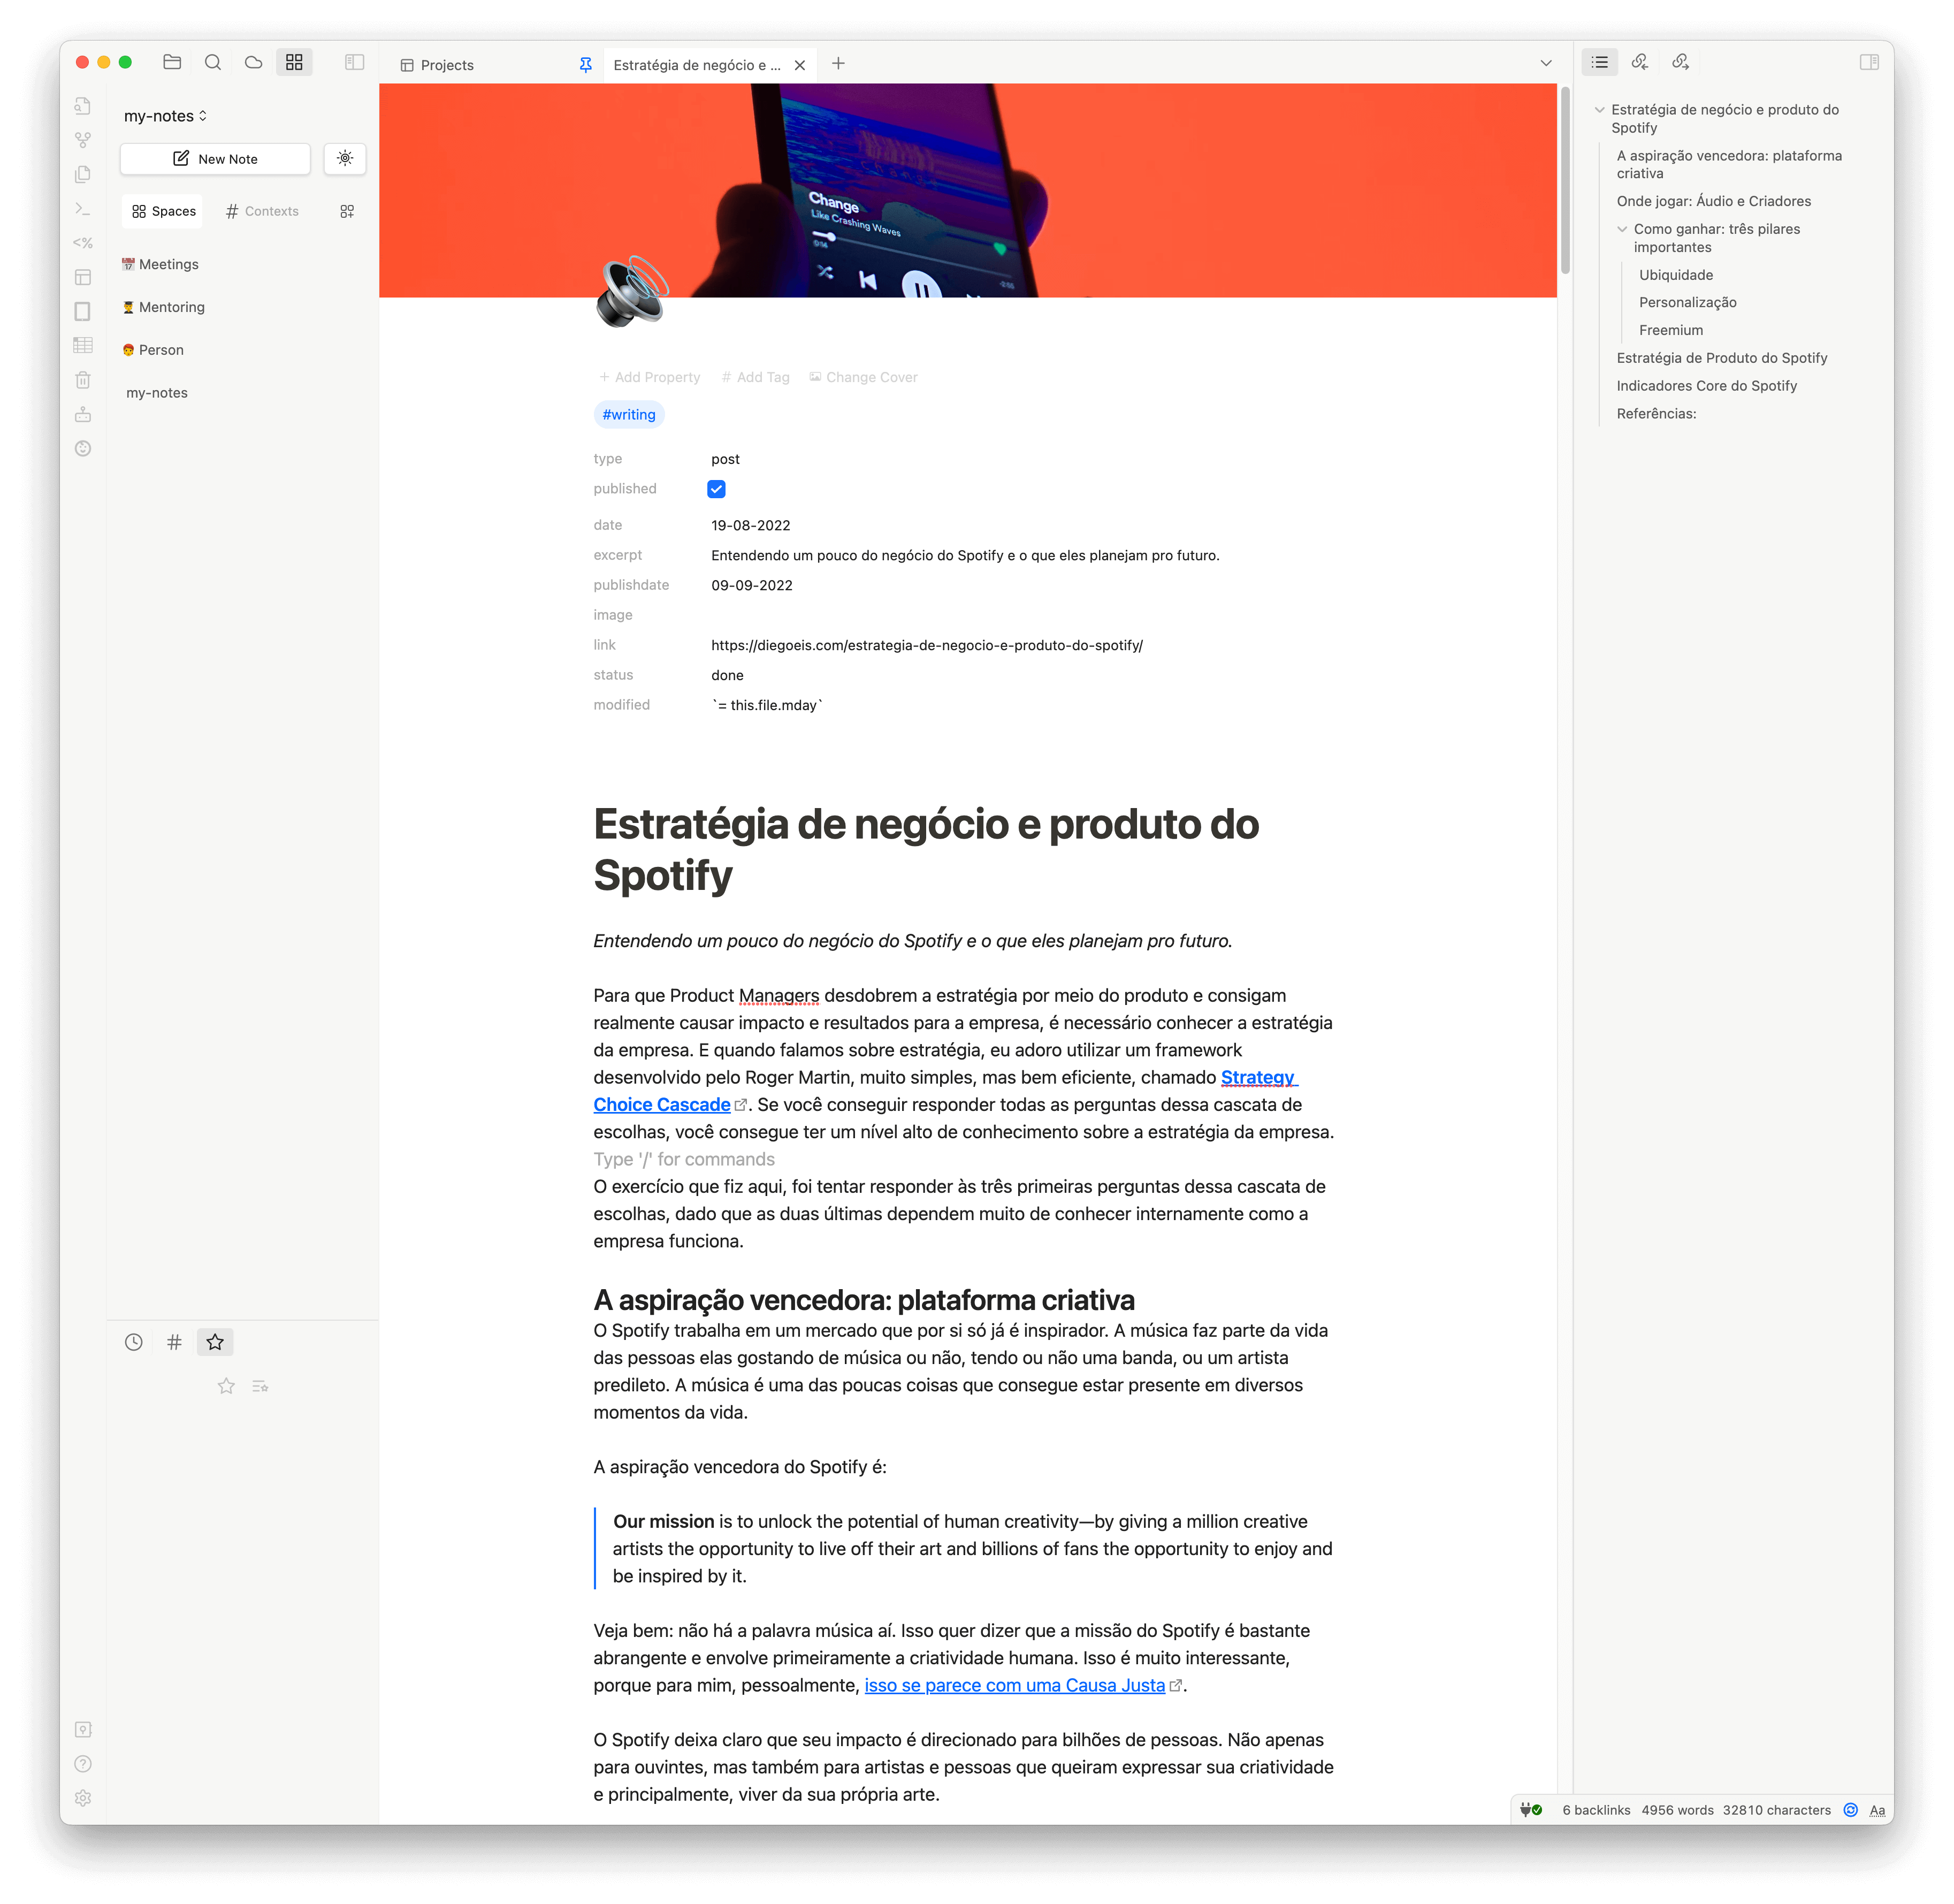 Projects
Estratégia de negócio e ...
my-notes
New Note
Spaces
# Contexts
Meetings
Mentoring
Person
my-notes
<%
Change
Like Crashing Waves
0:14
+ Add Property
# Add Tag
Change Cover
#writing
type post
published
date 19-08-2022
excerpt Entendendo um pouco do negócio do Spotify e o que eles planejam pro futuro.
publishdate 09-09-2022
image
link https://diegoeis.com/estrategia-de-negocio-e-produto-do-spotify/
status done
modified `= this.file.mday`
Estratégia de negócio e produto do
Spotify
Entendendo um pouco do negócio do Spotify e o que eles planejam pro futuro.
Para que Product Managers desdobrem a estratégia por meio do produto e consigam
realmente causar impacto e resultados para a empresa, é necessário conhecer a estratégia
da empresa. E quando falamos sobre estratégia, eu adoro utilizar um framework
desenvolvido pelo Roger Martin, muito simples, mas bem eficiente, chamado Strategy
Choice Cascade. Se você conseguir responder todas as perguntas dessa cascata de
escolhas, você consegue ter um nível alto de conhecimento sobre a estratégia da empresa.
Type '/' for commands
O exercício que fiz aqui, foi tentar responder às três primeiras perguntas dessa cascata de
escolhas, dado que as duas últimas dependem muito de conhecer internamente como a
empresa funciona.
A aspiração vencedora: plataforma criativa
O Spotify trabalha em um mercado que por si só já é inspirador. A música faz parte da vida
das pessoas elas gostando de música ou não, tendo ou não uma banda, ou um artista
predileto. A música é uma das poucas coisas que consegue estar presente em diversos
momentos da vida.
A aspiração vencedora do Spotify é:
Our mission is to unlock the potential of human creativity—by giving a million creative
artists the opportunity to live off their art and billions of fans the opportunity to enjoy and
be inspired by it.
Veja bem: não há a palavra música aí. Isso quer dizer que a missão do Spotify é bastante
abrangente e envolve primeiramente a criatividade humana. Isso é muito interessante,
porque para mim, pessoalmente, isso se parece com uma Causa Justa.
O Spotify deixa claro que seu impacto é direcionado para bilhões de pessoas. Não apenas
para ouvintes, mas também para artistas e pessoas que queiram expressar sua criatividade
e principalmente, viver da sua própria arte.
Estratégia de negócio e produto do
Spotify
A aspiração vencedora: plataforma
criativa
Onde jogar: Áudio e Criadores
Como ganhar: três pilares
importantes
Ubiquidade
Personalização
Freemium
Estratégia de Produto do Spotify
Indicadores Core do Spotify
Referências:
6 backlinks 4956 words 32810 characters Aa